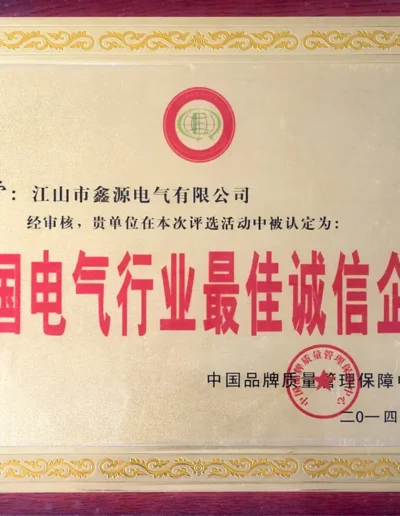 ：江山市鑫源电气有限公司
经审核，贵单位在本次评选活动中被认定为：
国电气行业最佳诚信企
中国品牌质量管理保障
二0一四